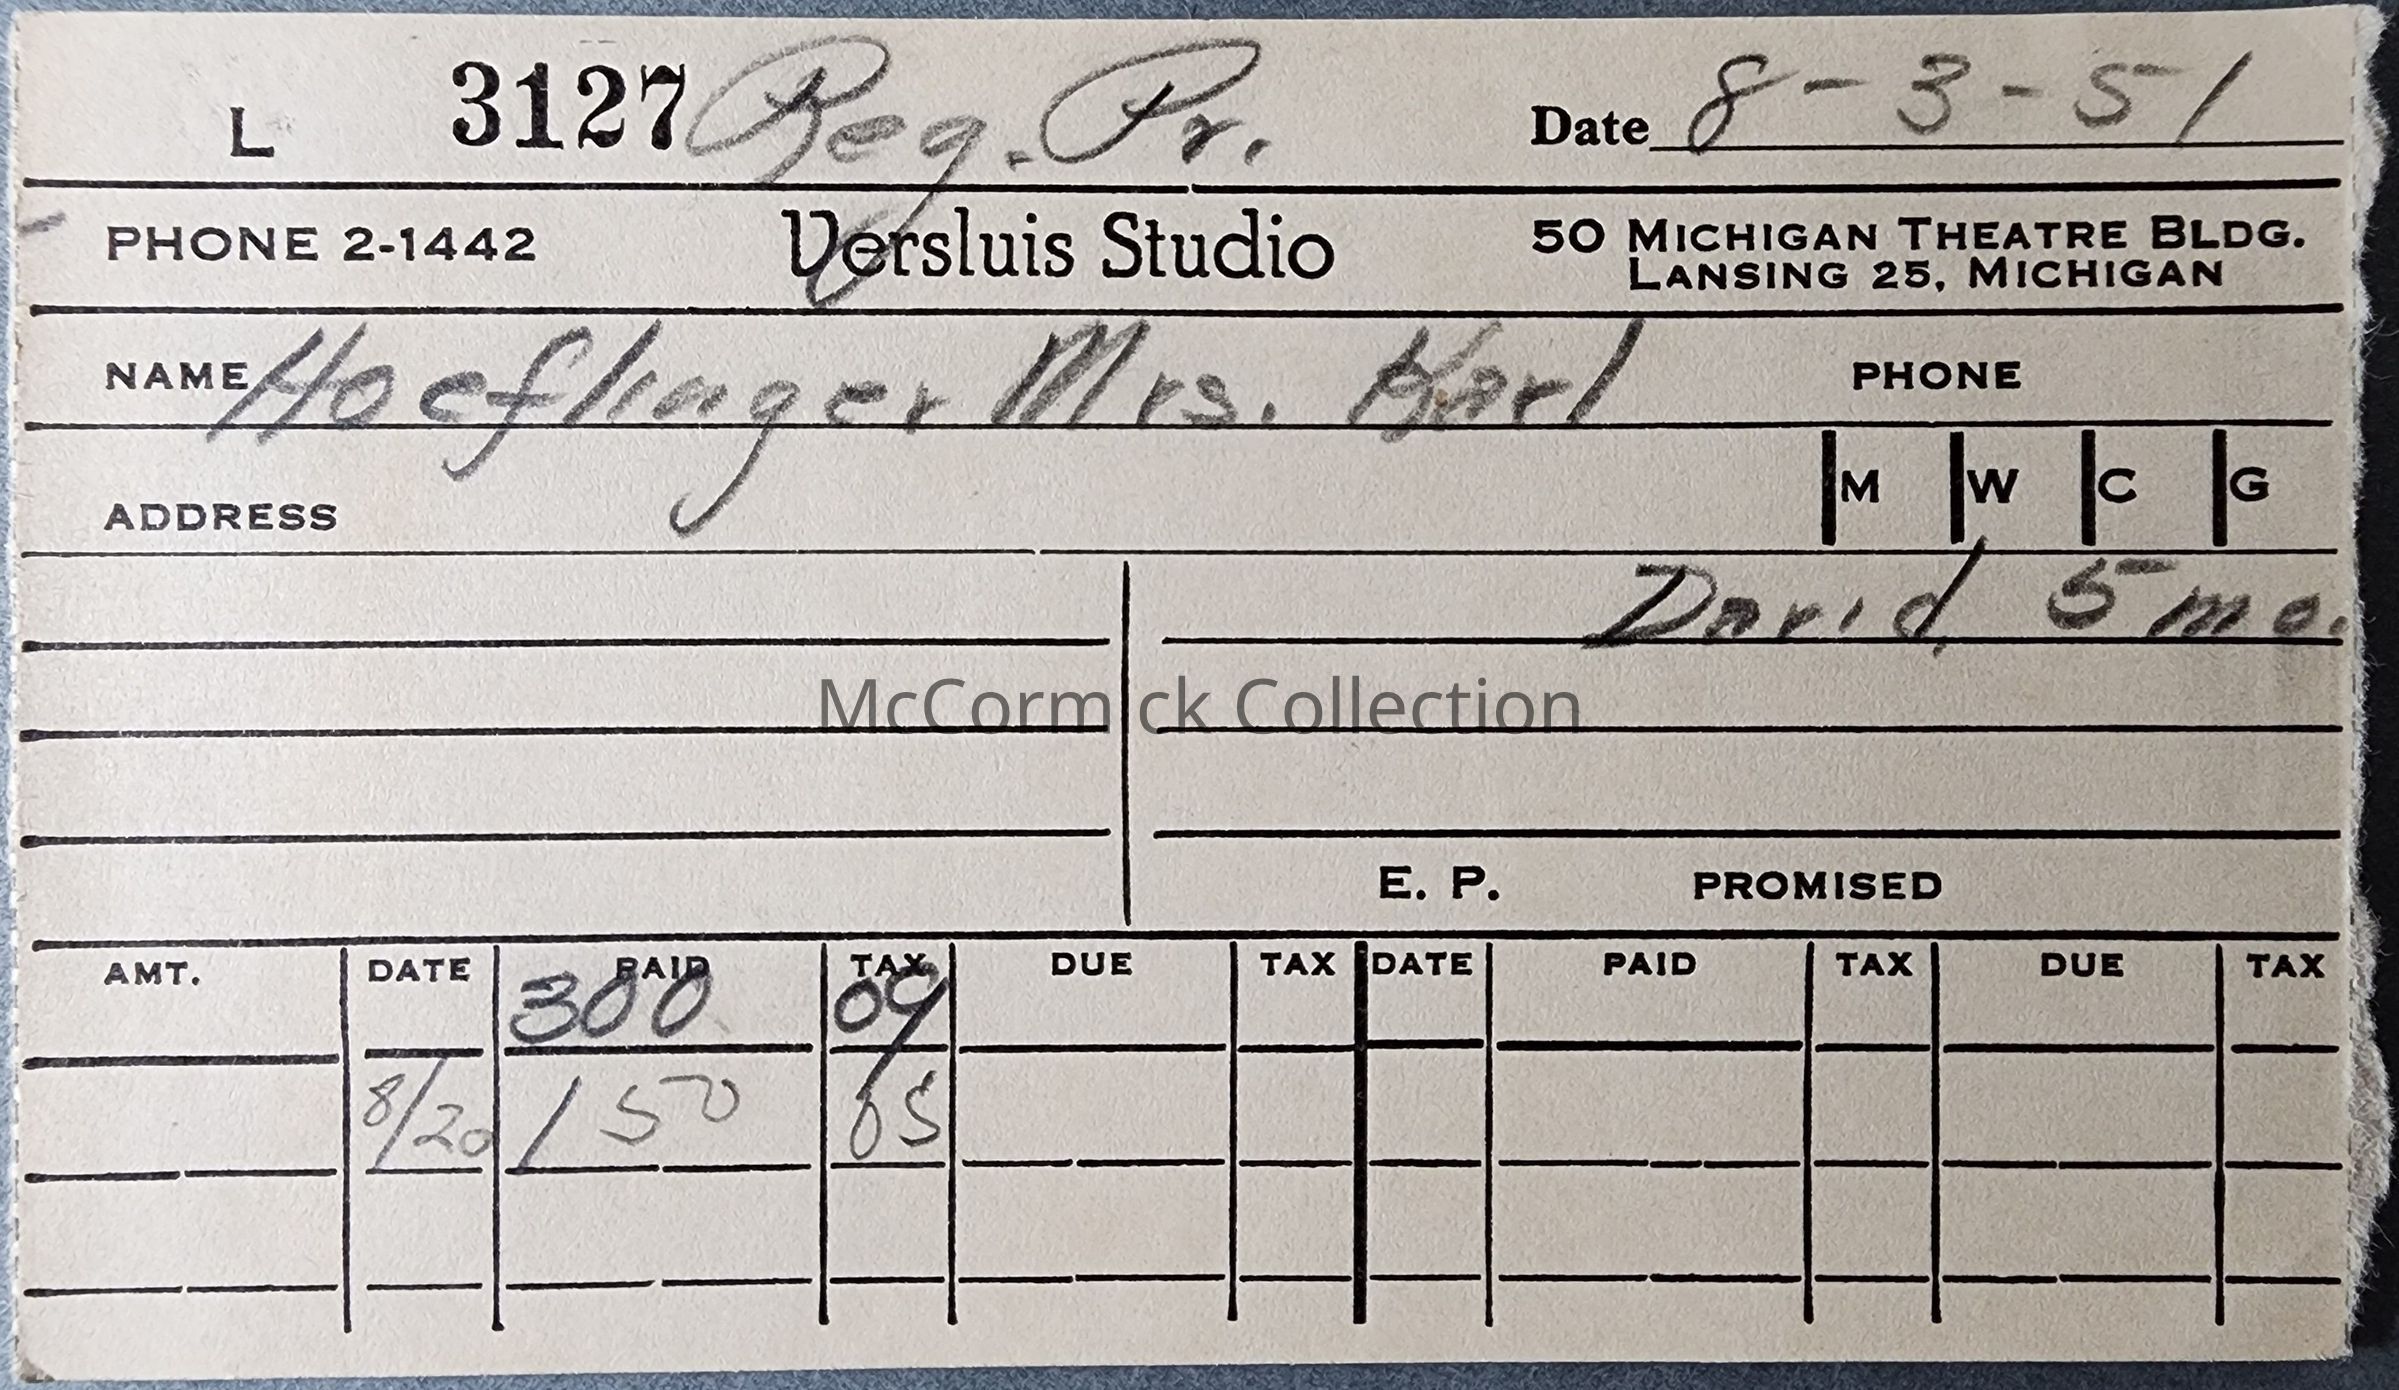 L 3127 Reg. Pr. Date 8-3-51
PHONE 2-1442 Versluis Studio 50 MICHIGAN THEATRE BLDG.
LANSING 25, MICHIGAN
NAME Hoeflinger Mrs. Karl PHONE
ADDRESS M W C G
David 5 mo.
McCormick Collection
E. P. PROMISED
AMT. DATE PAID TAX DUE TAX DATE PAID TAX DUE TAX
300 09
8/20 150 05